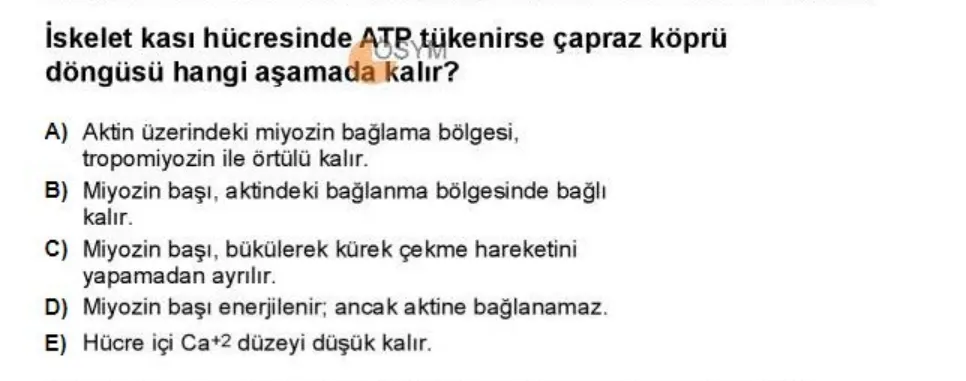 İskelet kası hücresinde ATP tükenirse çapraz köprü
ÖSYM
döngüsü hangi aşamada kalır?
A) Aktin üzerindeki miyozin bağlama bölgesi,
tropomiyozin ile örtülü kalır.
B) Miyozin başı, aktindeki bağlanma bölgesinde bağlı
kalır.
C) Miyozin başı, bükülerek kürek çekme hareketini
yapamadan ayrılır.
D) Miyozin başı enerjilenir; ancak aktine bağlanamaz.
E) Hücre içi Ca+2 düzeyi düşük kalır.